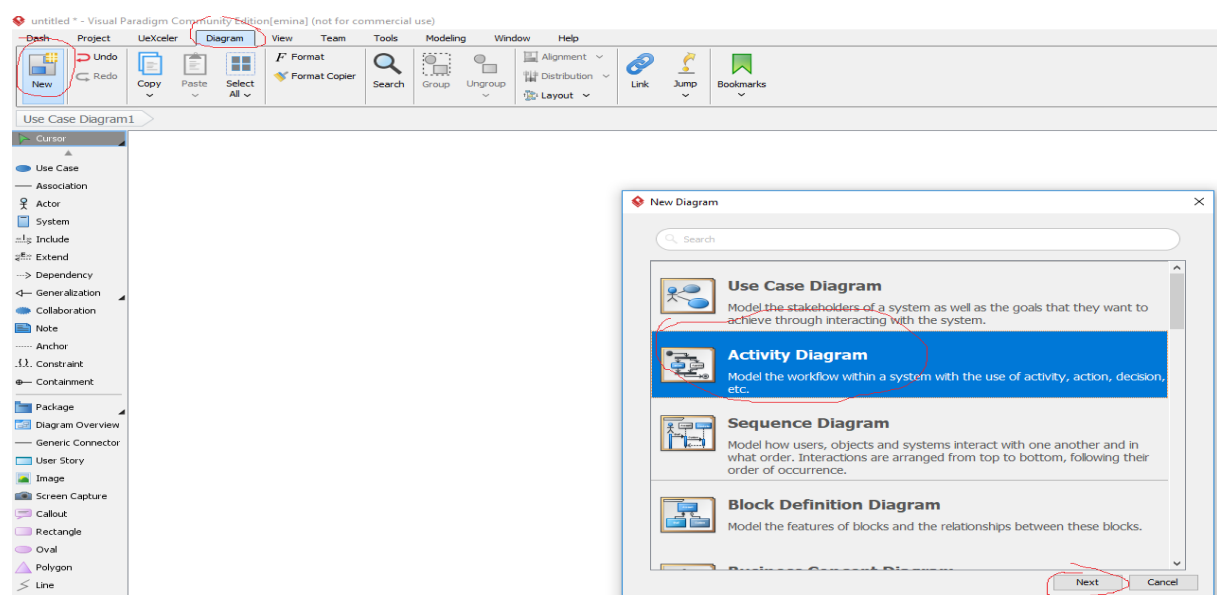 untitled * - Visual Paradigm Community Edition[emina] (not for commercial use)
Dash Project UeXceler Diagram View Team Tools Modeling Window Help
New
Undo
Redo
Copy
Paste
Select
All
Format
Format Copier
Search
Group
Ungroup
Alignment
Distribution
Layout
Link
Jump
Bookmarks
Use Case Diagram1
Cursor
Use Case
Association
Actor
System
Include
Extend
Dependency
Generalization
Collaboration
Note
Anchor
Constraint
Containment
Package
Diagram Overview
Generic Connector
User Story
Image
Screen Capture
Callout
Rectangle
Oval
Polygon
Line
New Diagram
Search
Use Case Diagram
Model the stakeholders of a system as well as the goals that they want to
achieve through interacting with the system.
Activity Diagram
Model the workflow within a system with the use of activity, action, decision,
etc.
Sequence Diagram
Model how users, objects and systems interact with one another and in
what order. Interactions are arranged from top to bottom, following their
order of occurrence.
Block Definition Diagram
Model the features of blocks and the relationships between these blocks.
Business Concept Diagram
Next Cancel